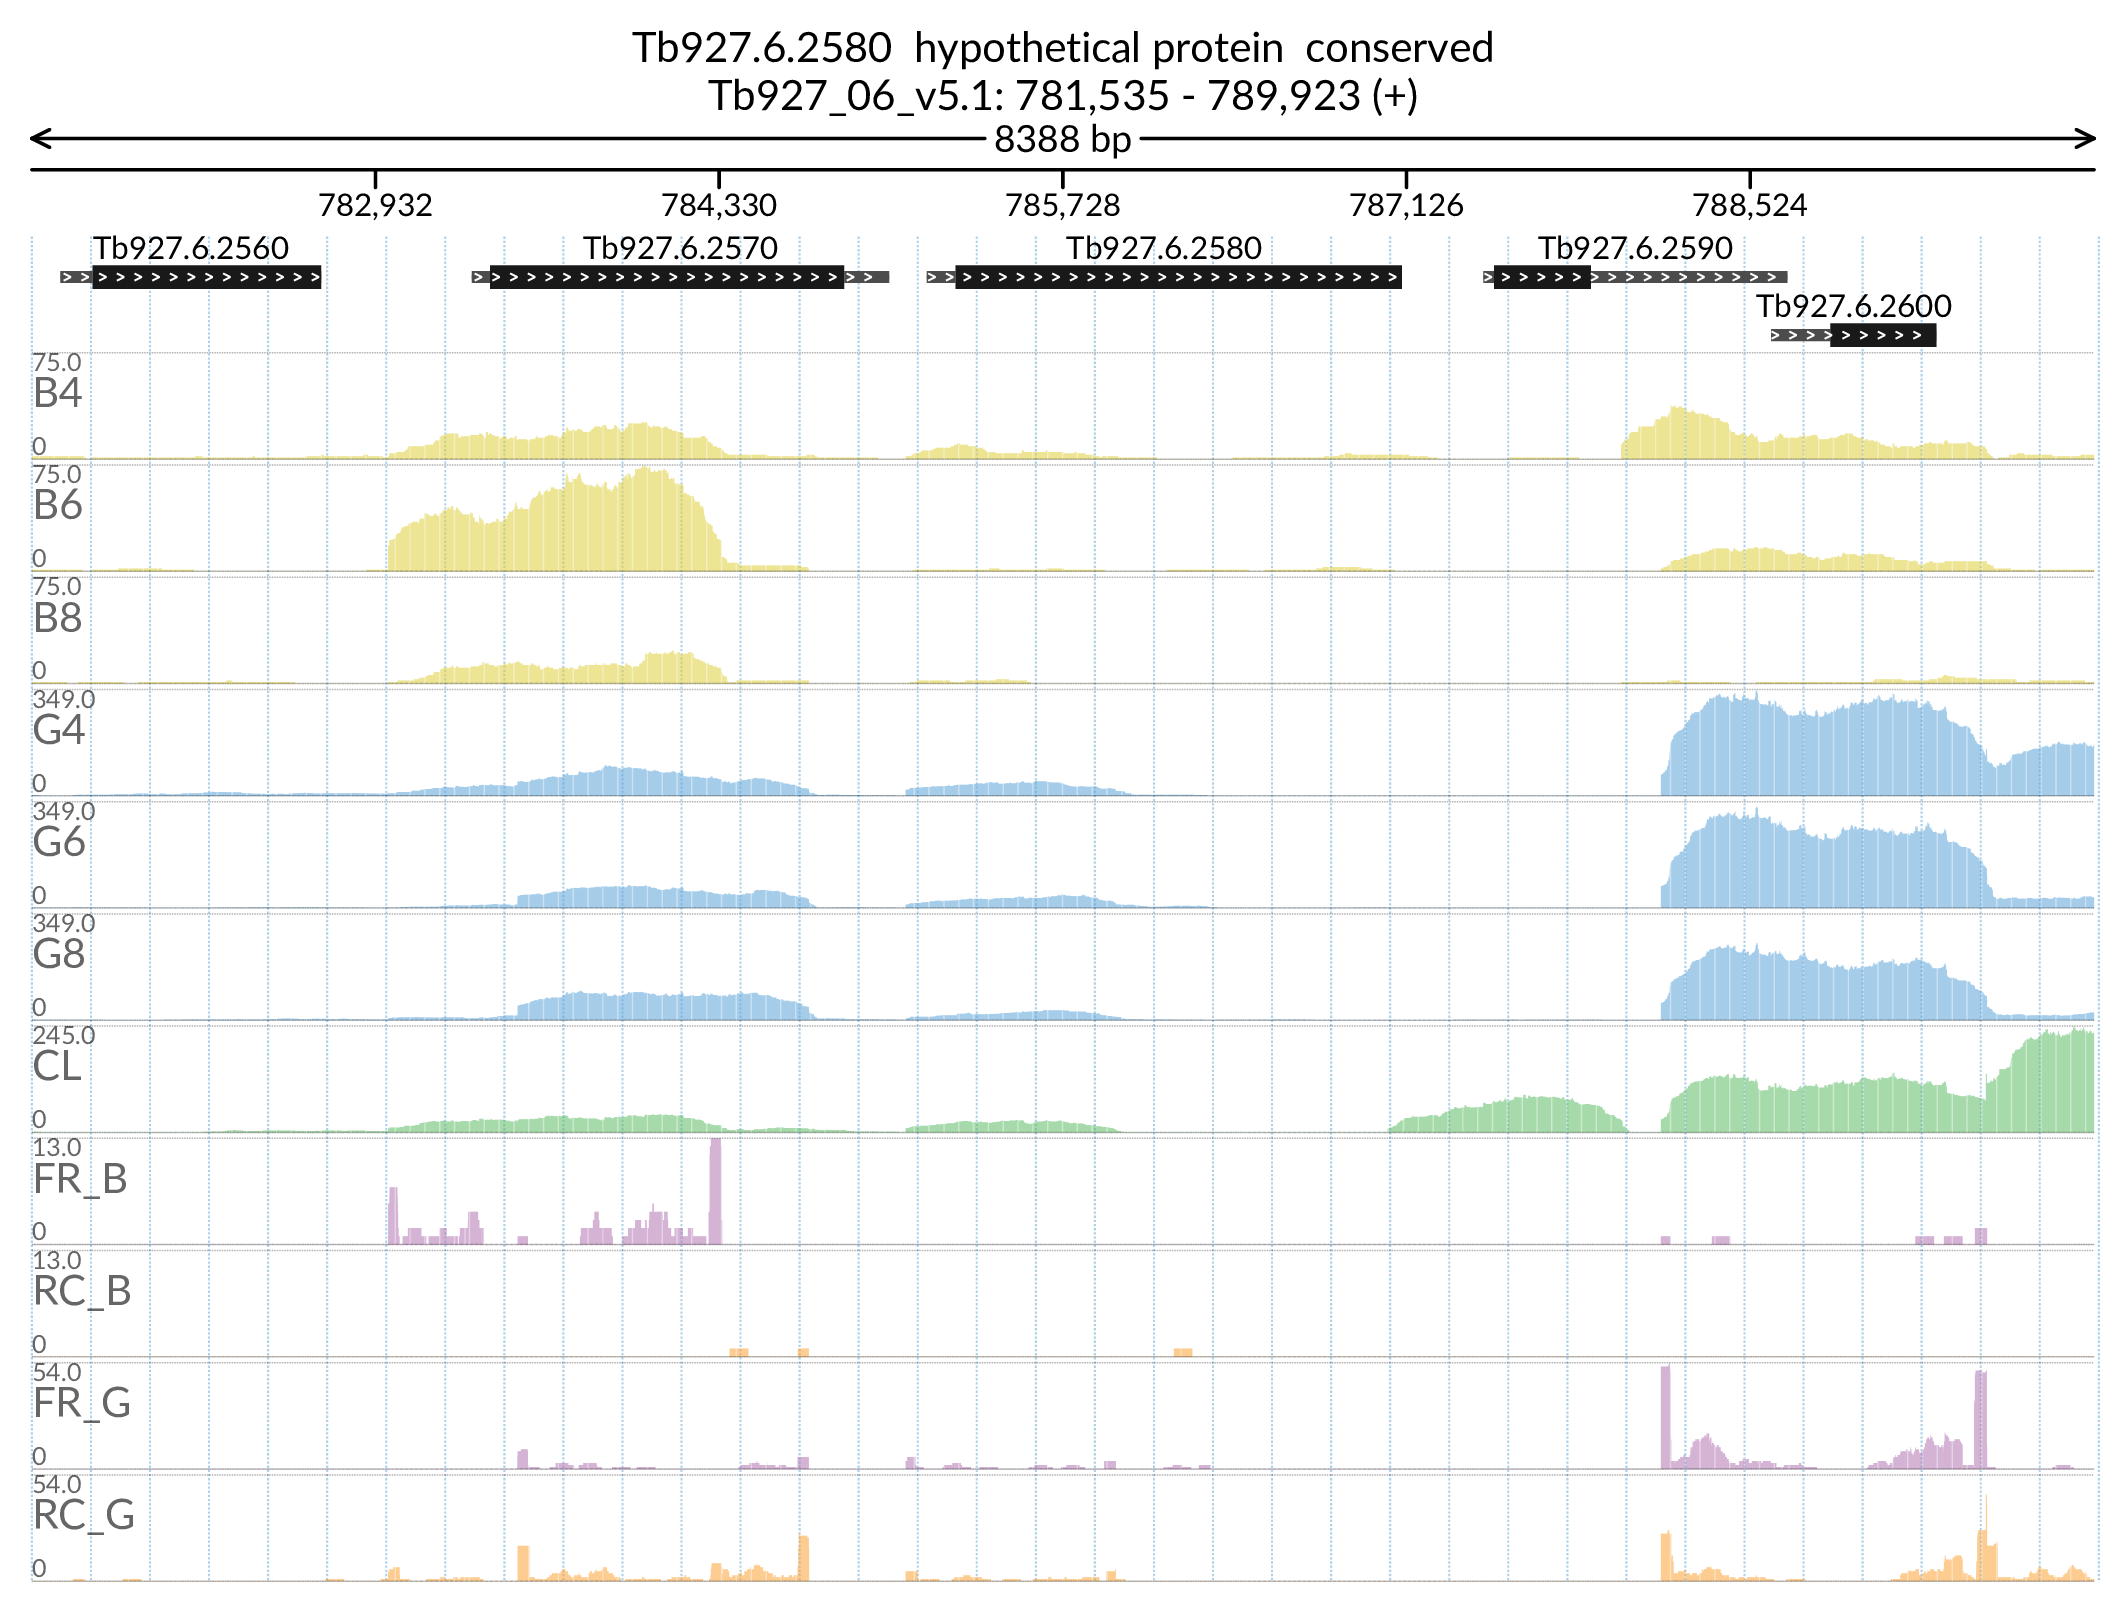 Tb927.6.2580  hypothetical protein  conserved
Tb927_06_v5.1: 781,535 - 789,923 (+)
8388 bp
782,932 784,330 785,728 787,126 788,524
Tb927.6.2560 Tb927.6.2570 Tb927.6.2580 Tb927.6.2590
Tb927.6.2600
75.0
B4
0
75.0
B6
0
75.0
B8
0
349.0
G4
0
349.0
G6
0
349.0
G8
0
245.0
CL
0
13.0
FR_B
0
13.0
RC_B
0
54.0
FR_G
0
54.0
RC_G
0